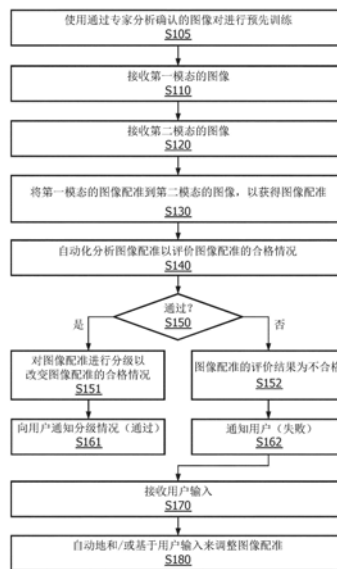 使用通过专家分析确认的图像对进行预先训练
S105
接收第一模态的图像
S110
接收第二模态的图像
S120
将第一模态的图像配准到第二模态的图像，以获得图像配准
S130
自动化分析图像配准以评价图像配准的合格情况
S140
通过？
S150
是
否
对图像配准进行分级以
改变图像配准的合格情况
S151
图像配准的评价结果为不合格
S152
向用户通知分级情况（通过）
S161
通知用户（失败）
S162
接收用户输入
S170
自动地和/或基于用户输入来调整图像配准
S180